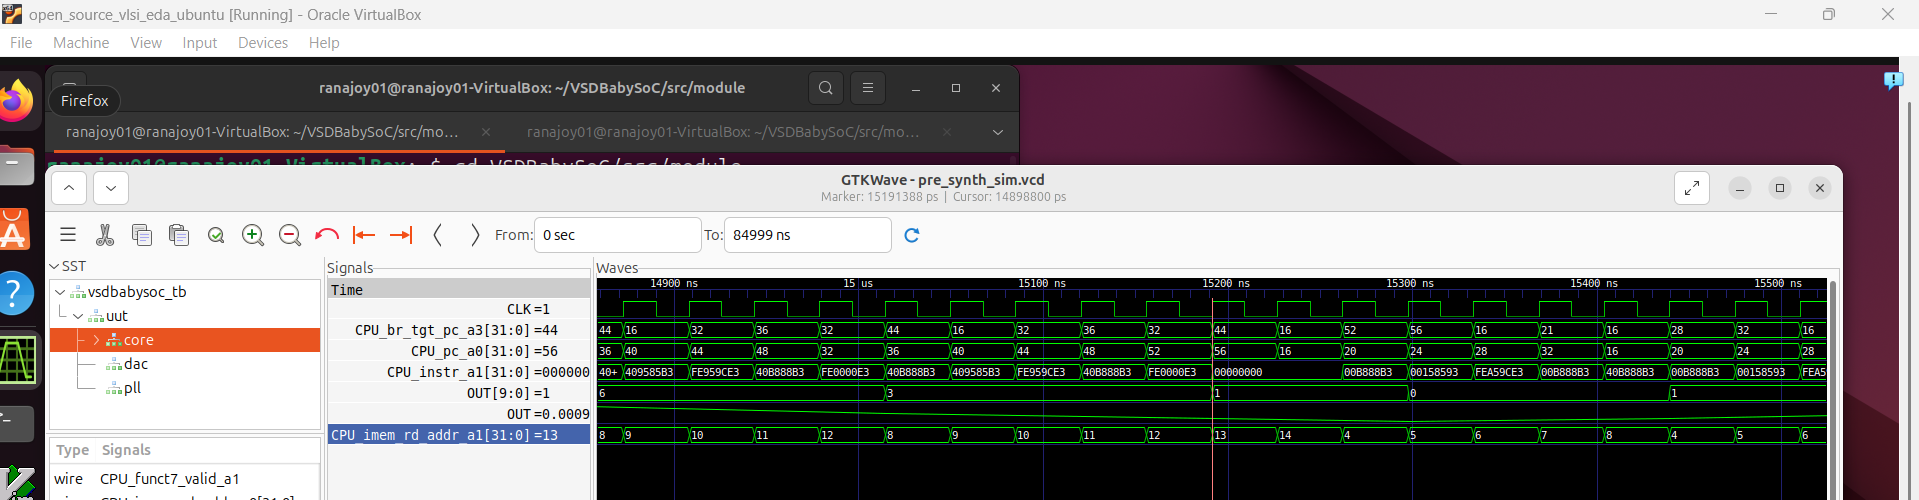 open_source_vlsi_eda_ubuntu [Running] - Oracle VirtualBox
File Machine View Input Devices Help
Firefox
ranajoy01@ranajoy01-VirtualBox: ~/VSDBabySoC/src/module
ranajoy01@ranajoy01-VirtualBox: ~/VSDBabySoC/src/mo...
ranajoy01@ranajoy01-VirtualBox: ~/VSDBabySoC/src/mo...
ranajoy01@ranajoy01-VirtualBox: $ cd VSDBabySoC/src/module
GTKWave - pre_synth_sim.vcd
Marker: 15191388 ps | Cursor: 14898800 ps
From: 0 sec To: 84999 ns
SST
vsdbabysoc_tb
uut
core
dac
pll
Type Signals
wire CPU_funct7_valid_a1
Signals
Time
CLK=1
CPU_br_tgt_pc_a3[31:0]=44
CPU_pc_a0[31:0]=56
CPU_instr_a1[31:0]=000000
OUT[9:0]=1
OUT=0.0009
CPU_imem_rd_addr_a1[31:0]=13
Waves
14900 ns 15 us 15100 ns 15200 ns 15300 ns 15400 ns 15500 ns
44 16 32 36 32 44 16 32 36 32 44 16 52 56 16 21 16 28 32 16
36 40 44 48 32 36 40 44 48 52 56 16 20 24 28 32 16 20 24 28
40+ 409585B3 FE959CE3 40B888B3 FE0000E3 40B888B3 409585B3 FE959CE3 40B888B3 FE0000E3 00000000 00B888B3 00158593 FEA59CE3 00B888B3 40B888B3 00B888B3 00158593 FEA5
6 3 1 0 1
8 9 10 11 12 8 9 10 11 12 13 14 4 5 6 7 8 4 5 6